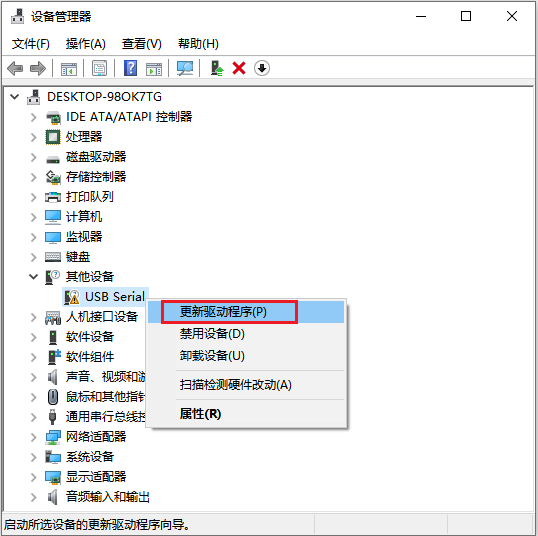 设备管理器
文件(F) 操作(A) 查看(V) 帮助(H)
DESKTOP-98OK7TG
IDE ATA/ATAPI 控制器
处理器
磁盘驱动器
存储控制器
打印队列
计算机
监视器
键盘
其他设备
USB Serial
更新驱动程序(P)
人机接口设备
禁用设备(D)
软件设备
卸载设备(U)
软件组件
声音、视频和游
扫描检测硬件改动(A)
鼠标和其他指针
属性(R)
通用串行总线控
网络适配器
系统设备
显示适配器
音频输入和输出
启动所选设备的更新驱动程序向导。